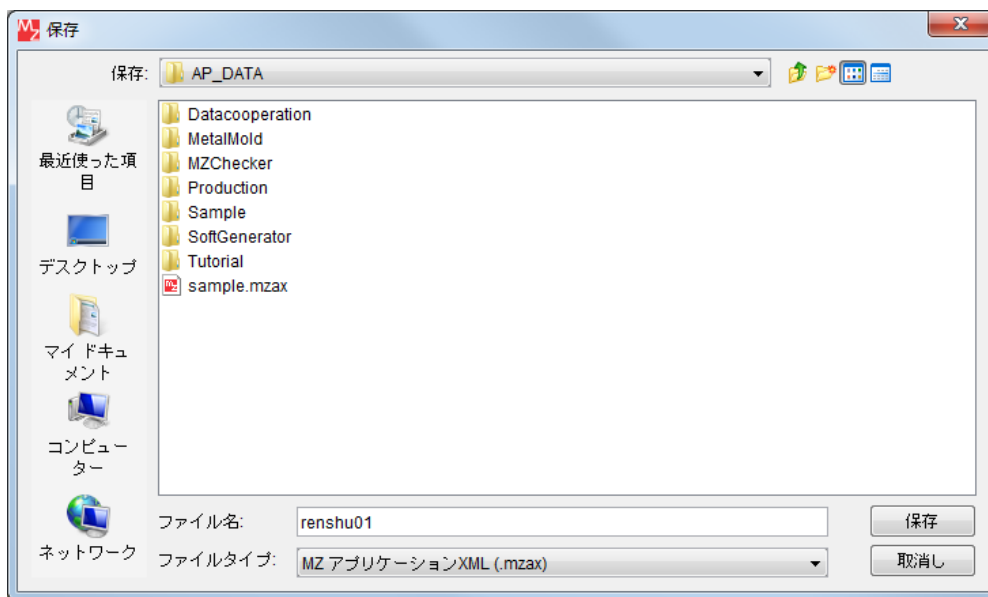 保存
保存:
AP_DATA
最近使った項
目
デスクトップ
マイ ドキュ
メント
コンピュー
ター
ネットワーク
Datacooperation
MetalMold
MZChecker
Production
Sample
SoftGenerator
Tutorial
sample.mzax
ファイル名:
renshu01
保存
ファイルタイプ:
MZ アプリケーションXML (.mzax)
取消し